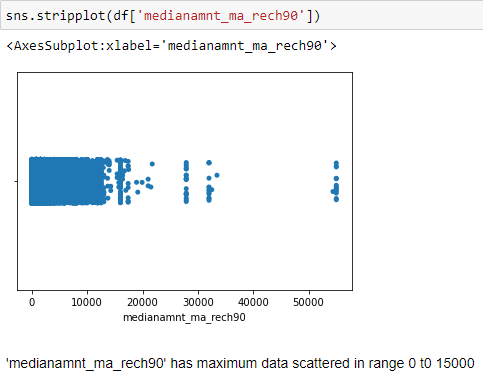 sns.stripplot(df['medianamnt_ma_rech90'])
<AxesSubplot:xlabel='medianamnt_ma_rech90'>
0 10000 20000 30000 40000 50000
medianamnt_ma_rech90
'medianamnt_ma_rech90' has maximum data scattered in range 0 to 15000